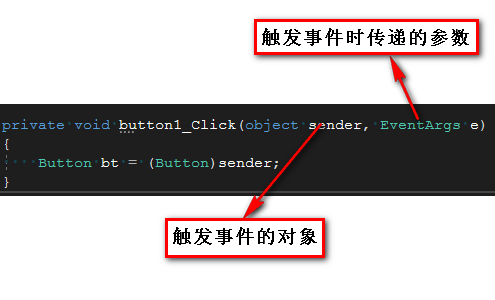 触发事件时传递的参数
private void button1_Click(object sender, EventArgs e)
{
Button bt = (Button)sender;
}
触发事件的对象